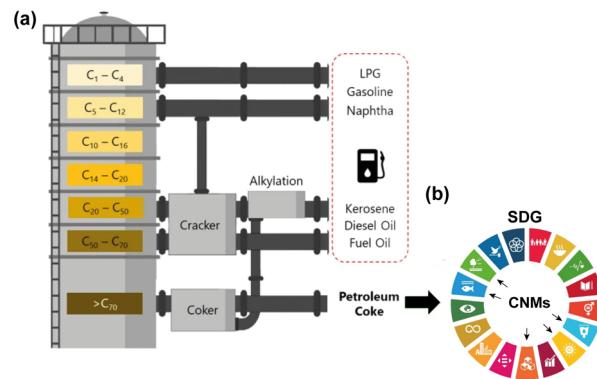 (a)
C1 – C4
C5 – C12
C10 – C16
C14 – C20
C20 – C50
C50 – C70
>C70
Cracker
Alkylation
Coker
LPG
Gasoline
Naphtha
Kerosene
Diesel Oil
Fuel Oil
Petroleum
Coke
(b)
SDG
CNMs